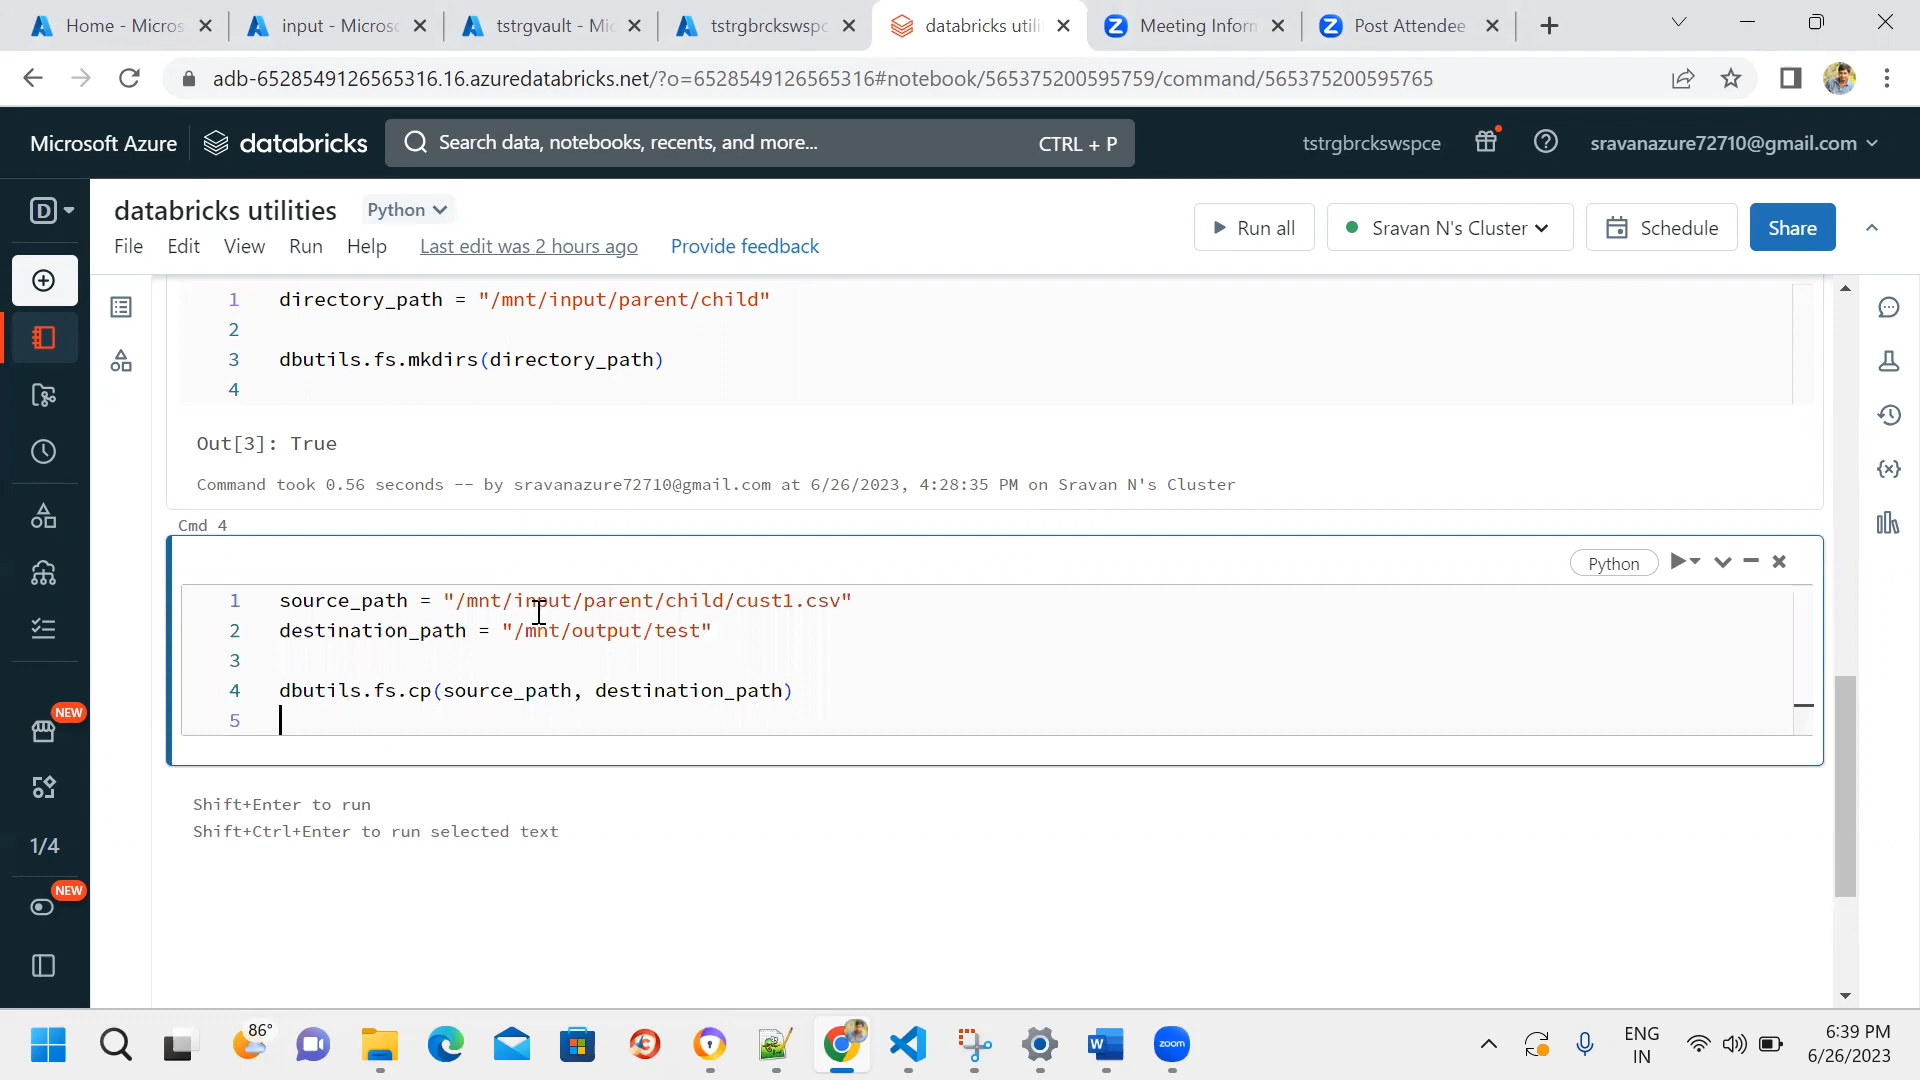 Home - Micros
input - Microso
tstrgvault - Mic
tstrgbrckswspc
databricks utili
Meeting Inform
Post Attendee
adb-6528549126565316.16.azuredatabricks.net/?o=6528549126565316#notebook/565375200595759/command/565375200595765
Microsoft Azure
databricks
Search data, notebooks, recents, and more...
CTRL + P
tstrgbrckswspce
sravanazure72710@gmail.com
D
databricks utilities
Python
File Edit View Run Help
Last edit was 2 hours ago
Provide feedback
Run all
Sravan N's Cluster
Schedule
Share
1 directory_path = "/mnt/input/parent/child"
2
3 dbutils.fs.mkdirs(directory_path)
4
Out[3]: True
Command took 0.56 seconds -- by sravanazure72710@gmail.com at 6/26/2023, 4:28:35 PM on Sravan N's Cluster
Cmd 4
Python
1 source_path = "/mnt/input/parent/child/cust1.csv"
2 destination_path = "/mnt/output/test"
3
4 dbutils.fs.cp(source_path, destination_path)
5
Shift+Enter to run
Shift+Ctrl+Enter to run selected text
NEW
1/4
NEW
86°
zoom
ENG
IN
6:39 PM
6/26/2023